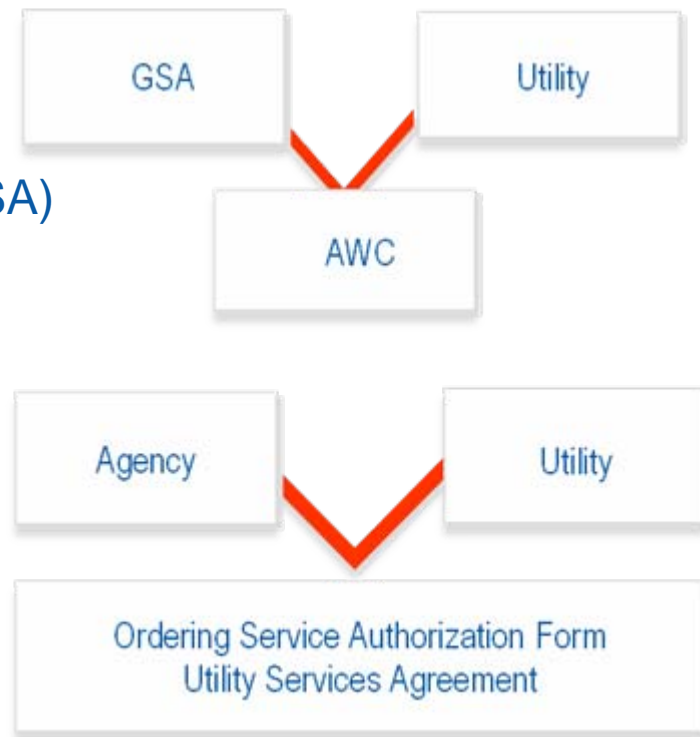 GSA
Utility
SA)
AWC
Agency
Utility
Ordering Service Authorization Form
Utility Services Agreement